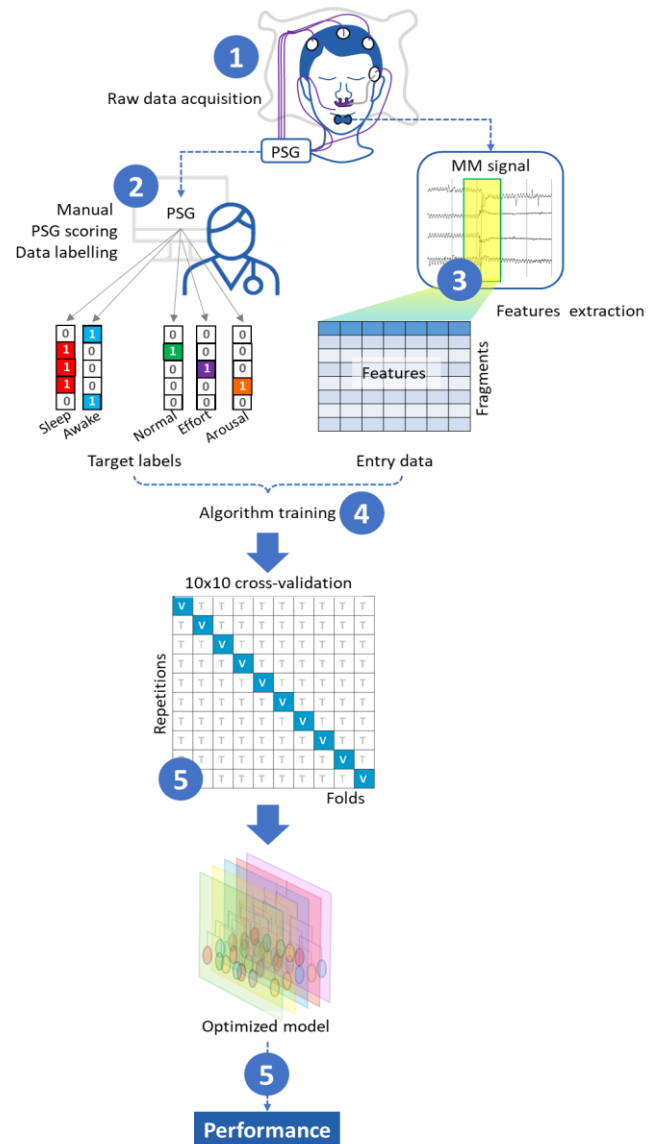 1
Raw data acquisition
PSG
MM signal
2
Manual
PSG scoring
Data labelling
PSG
3
Features extraction
0 1 0 0 0
1 0 1 0 0
1 0 0 1 0
1 0 0 0 1
0 1 0 0 0
Sleep Awake Normal Effort Arousal
Features
Fragments
Target labels
Entry data
Algorithm training 4
10x10 cross-validation
V T T T T T T T T T
T V T T T T T T T T
T T V T T T T T T T
T T T V T T T T T T
T T T T V T T T T T
T T T T T V T T T T
T T T T T T V T T T
T T T T T T T V T T
T T T T T T T V T
T T T T T T T V
Repetitions
5
Folds
Optimized model
5
Performance